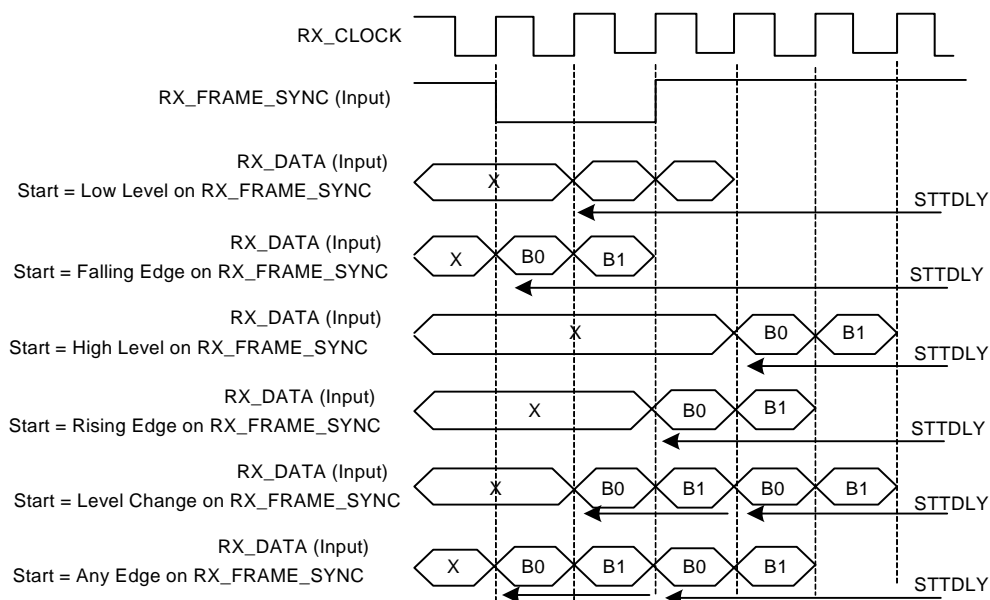 RX_CLOCK
RX_FRAME_SYNC (Input)
RX_DATA (Input)
Start = Low Level on RX_FRAME_SYNC
X
STTDLY
RX_DATA (Input)
Start = Falling Edge on RX_FRAME_SYNC
X B0 B1
STTDLY
RX_DATA (Input)
Start = High Level on RX_FRAME_SYNC
X B0 B1
STTDLY
RX_DATA (Input)
Start = Rising Edge on RX_FRAME_SYNC
X B0 B1
STTDLY
RX_DATA (Input)
Start = Level Change on RX_FRAME_SYNC
X B0 B1 B0 B1
STTDLY
RX_DATA (Input)
Start = Any Edge on RX_FRAME_SYNC
X B0 B1 B0 B1
STTDLY